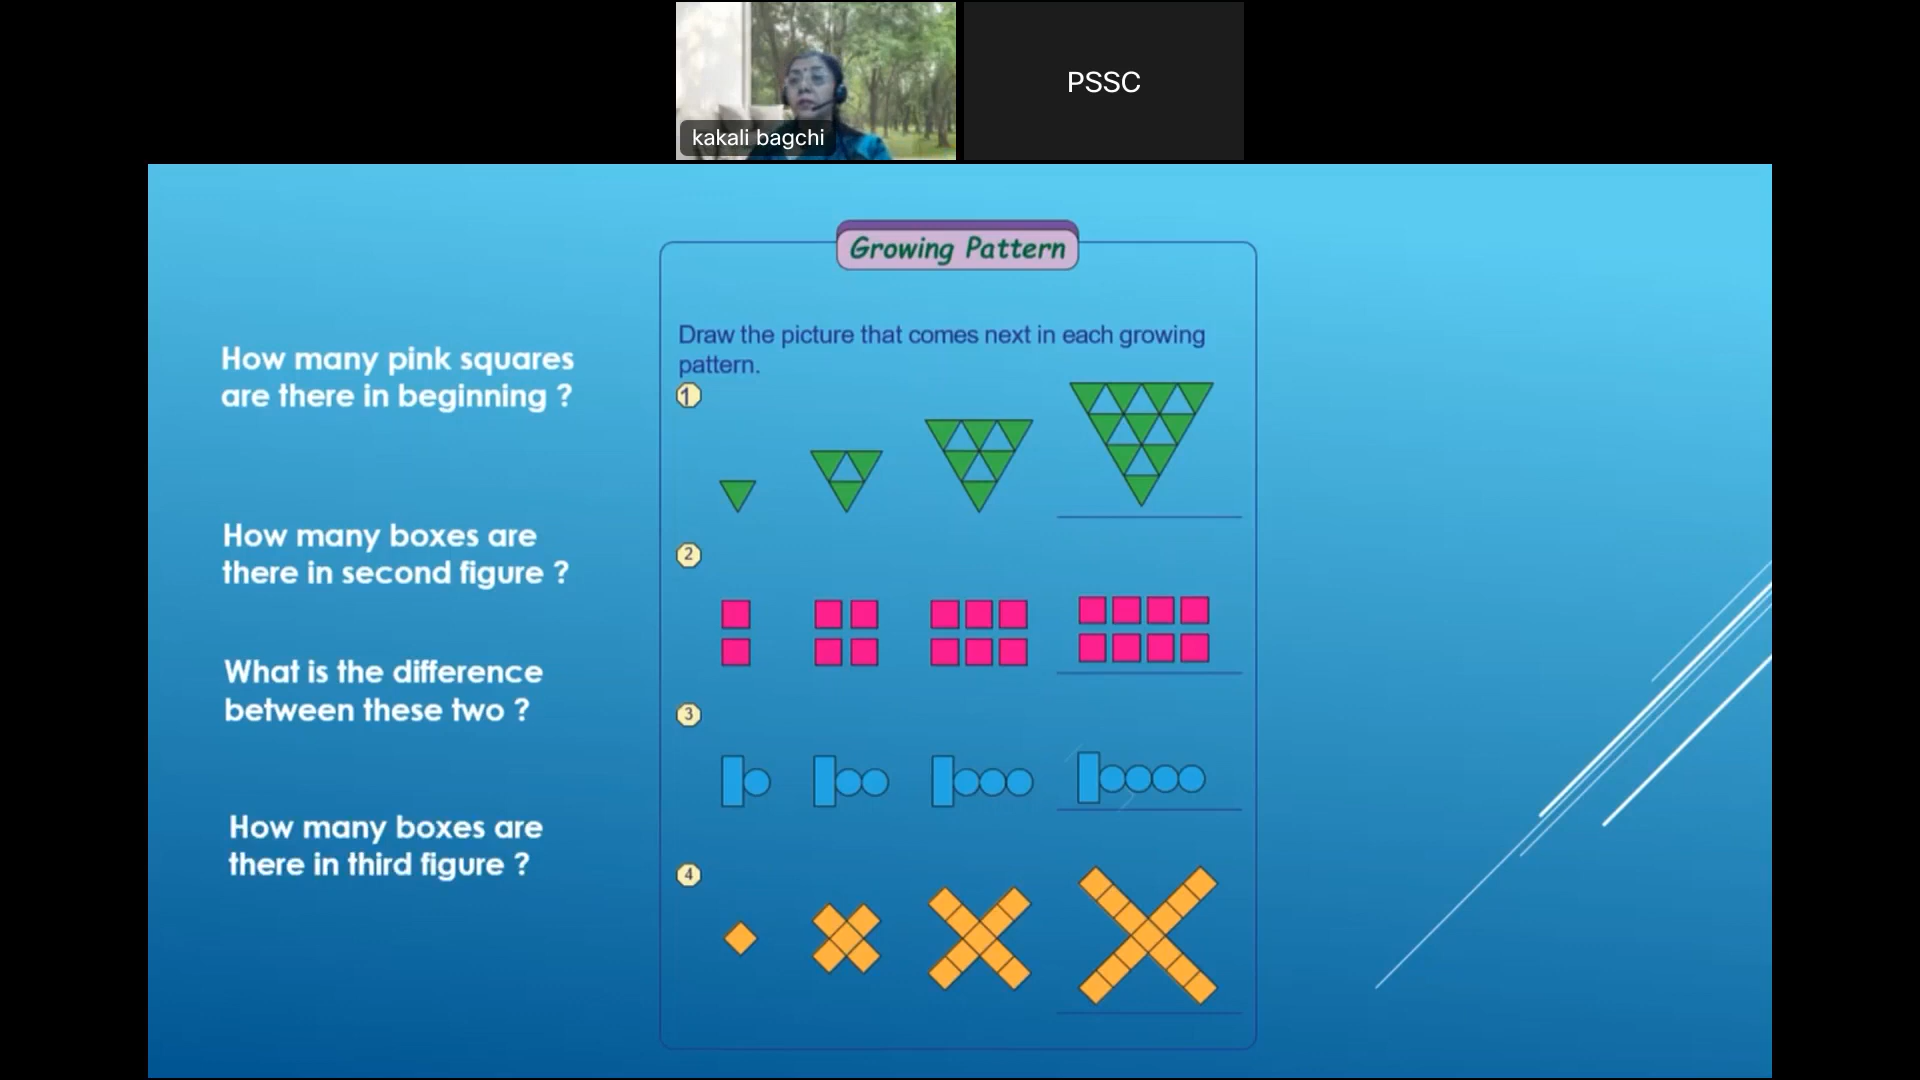 kakali bagchi
PSSC
Growing Pattern
Draw the picture that comes next in each growing
pattern.
1
2
3
4
How many pink squares
are there in beginning ?
How many boxes are
there in second figure ?
What is the difference
between these two ?
How many boxes are
there in third figure ?